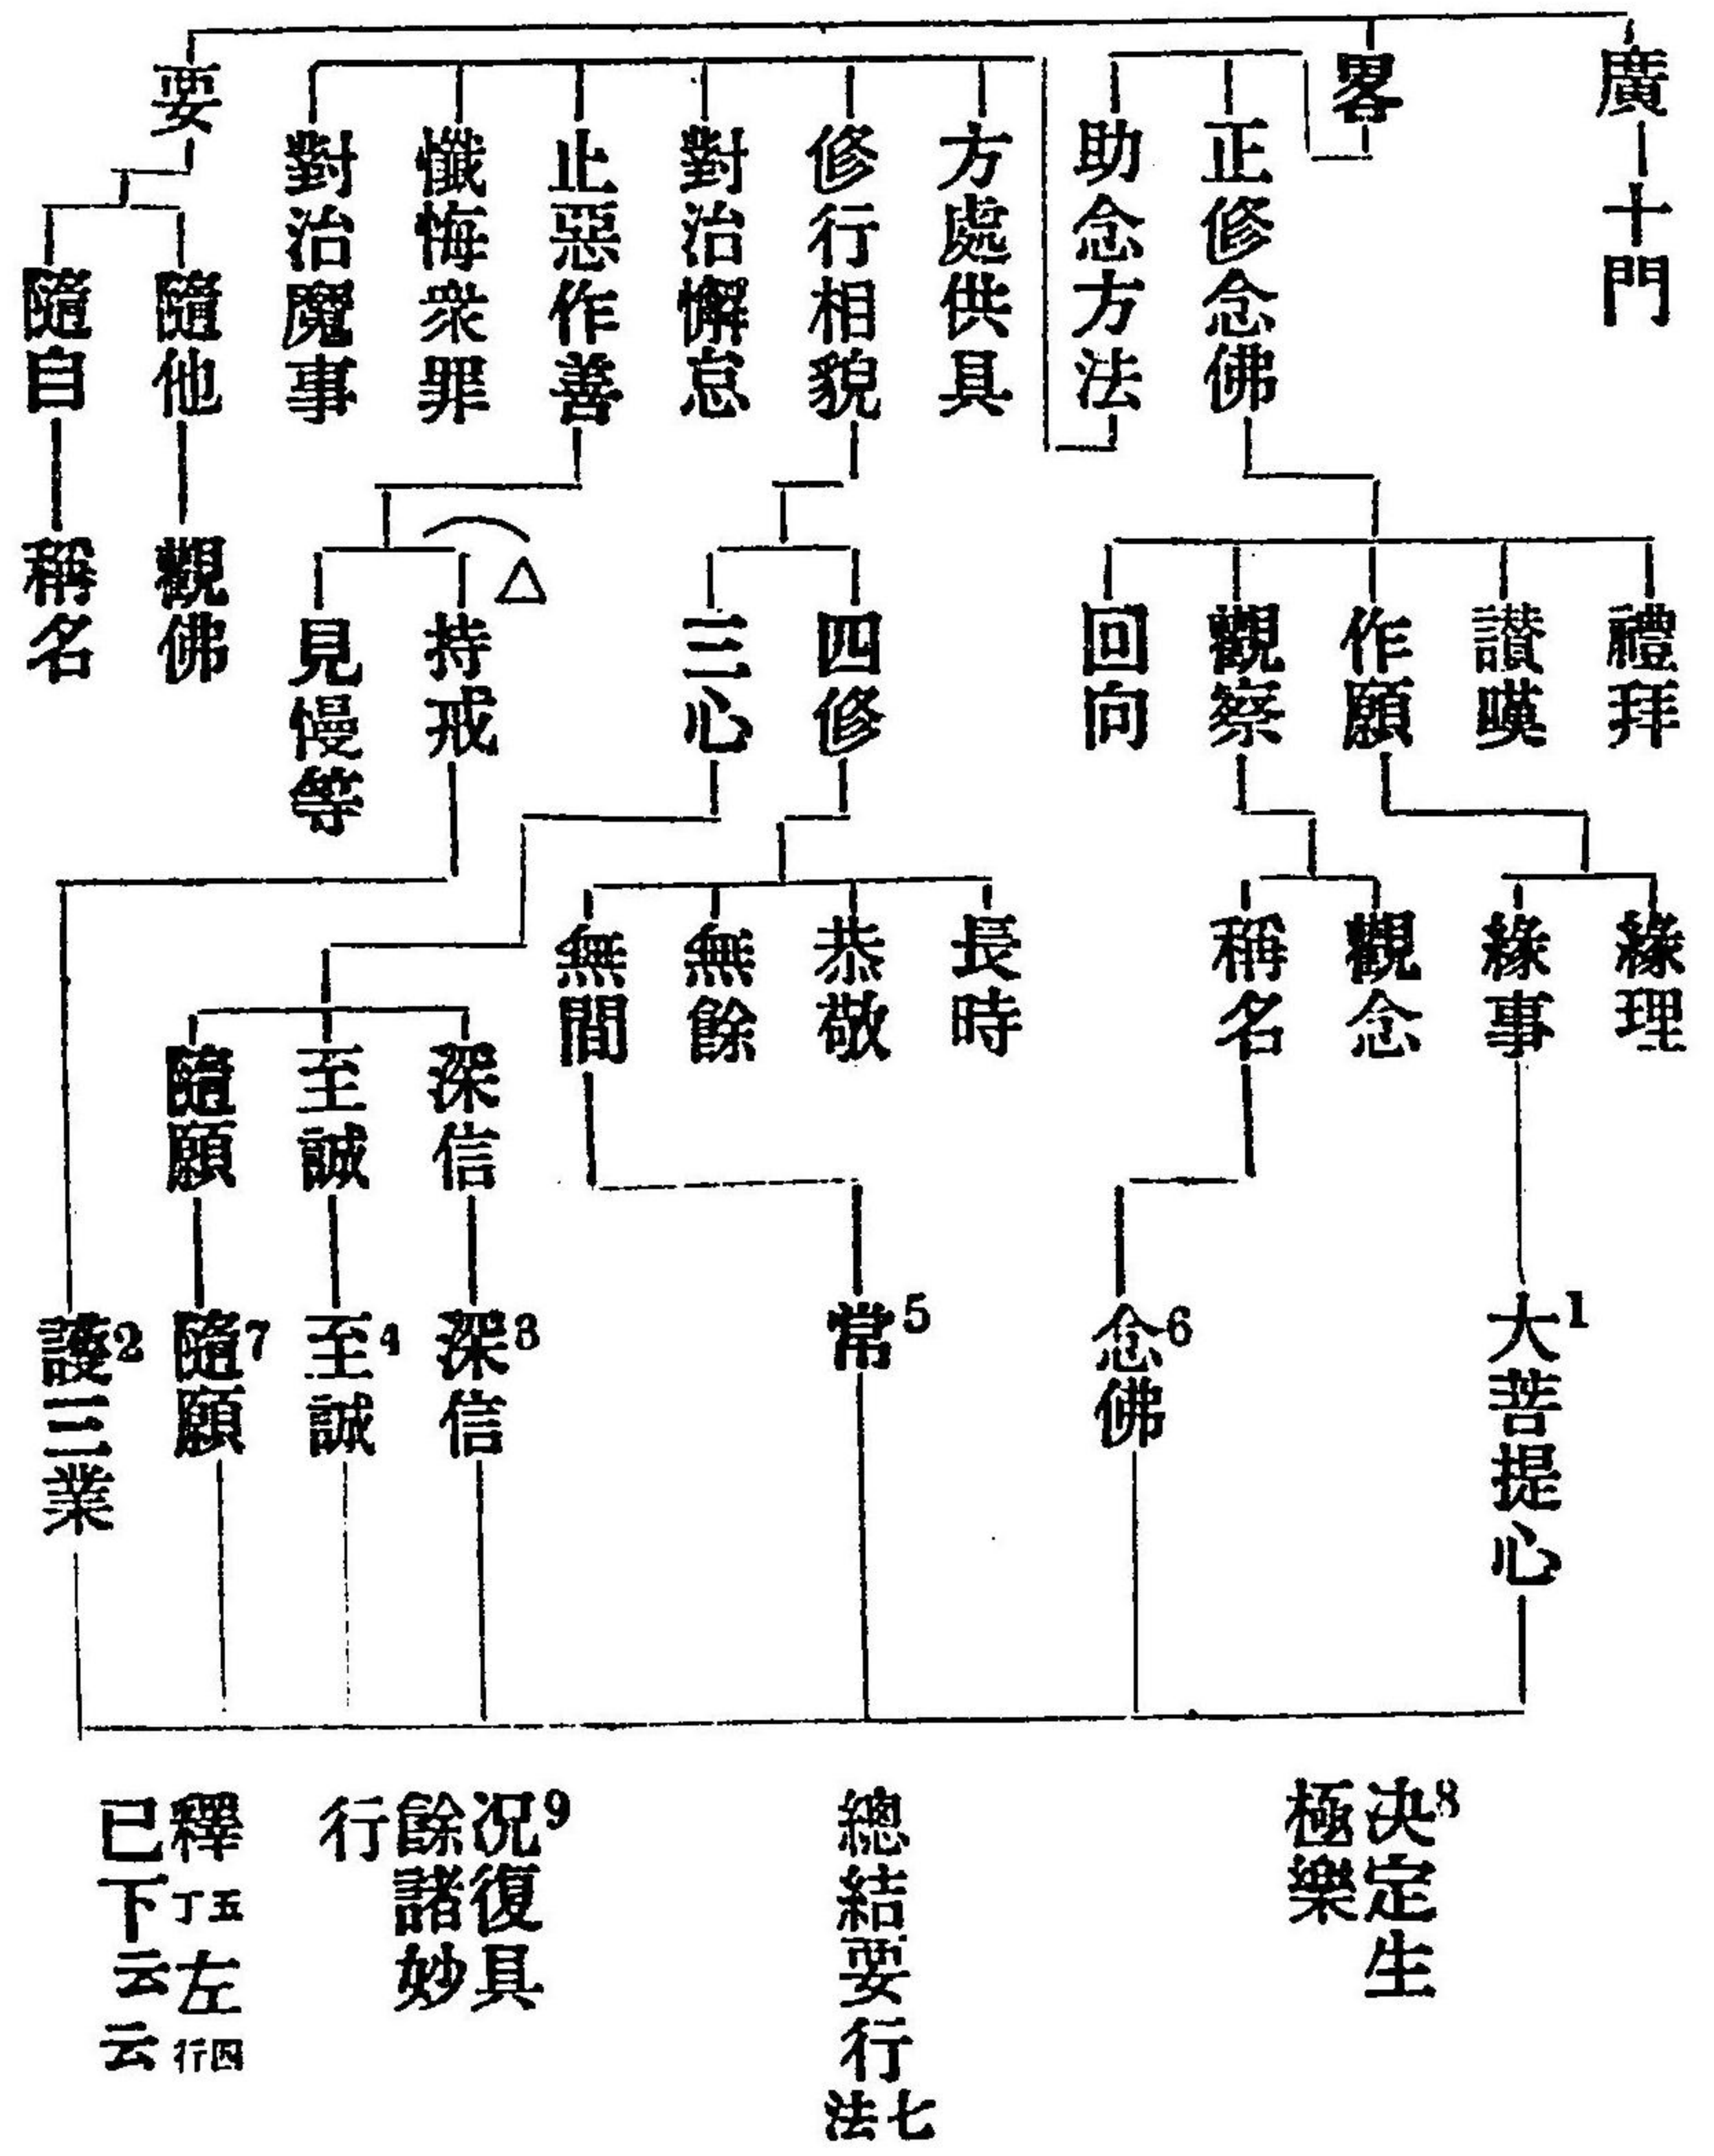 廣
十門
畧
要
正修念佛
助念方法
方處供具
修行相貌
對治懈怠
止惡作善
懺悔衆罪
對治魔事
隨他
隨自
觀佛
稱名
禮拜
讃嘆
作願
觀察
回向
四修
三心
△
持戒
見慢等
緣理
緣事
觀念
稱名
長時
恭敬
無餘
無間
深信
至誠
隨願
大菩提心1
念佛6
常5
深信3
至誠4
隨願7
護三業2
决定生8
極樂
總結要行七法
况復具9
餘諸妙
行
釋五丁左四行
已下云云